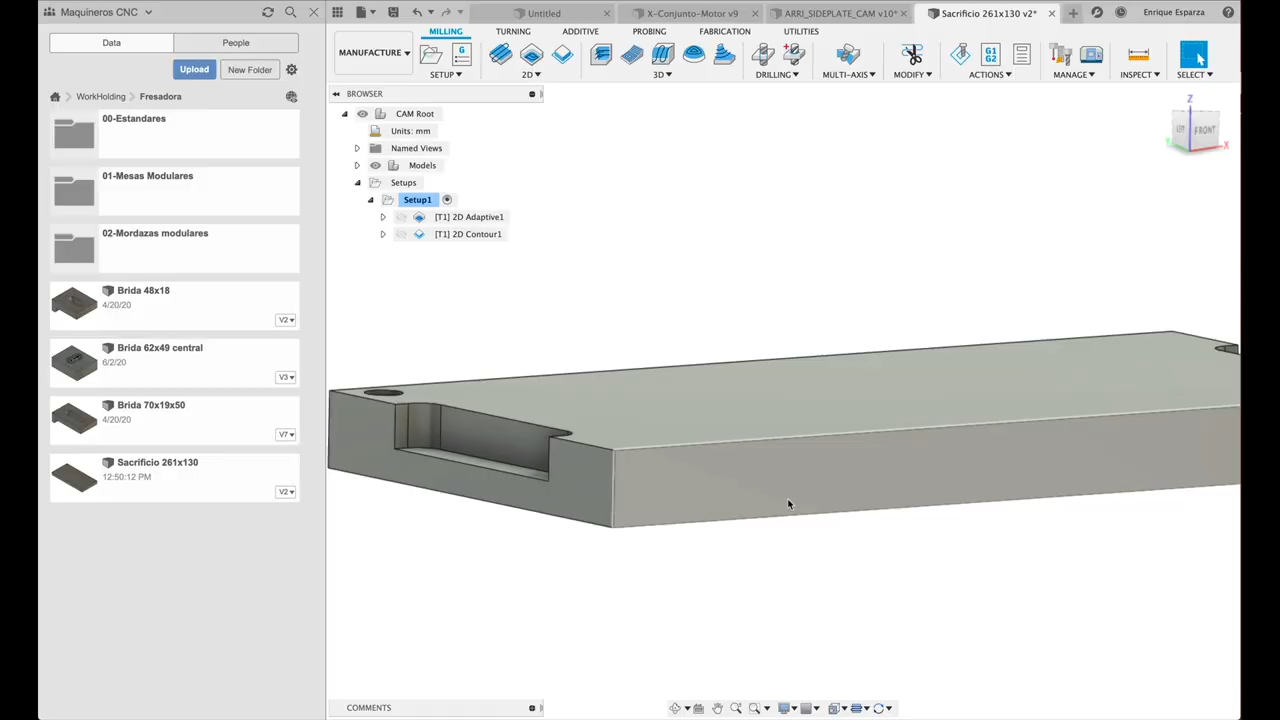 Maquineros CNC
Data
People
Upload
New Folder
WorkHolding
Fresadora
00-Estandares
01-Mesas Modulares
02-Mordazas modulares
Brida 48x18
4/20/20
V2
Brida 62x49 central
6/2/20
V3
Brida 70x19x50
4/20/20
V7
Sacrificio 261x130
12:50:12 PM
V2
Untitled
X-Conjunto-Motor v9
ARRI_SIDEPLATE_CAM v10*
Sacrificio 261x130 v2*
Enrique Esparza
MANUFACTURE
MILLING
TURNING
ADDITIVE
PROBING
FABRICATION
UTILITIES
G
G1
G2
SETUP
2D
3D
DRILLING
MULTI-AXIS
MODIFY
ACTIONS
MANAGE
INSPECT
SELECT
BROWSER
CAM Root
Units: mm
Named Views
Models
Setups
Setup1
[T1] 2D Adaptive1
[T1] 2D Contour1
Z
LEFT
FRONT
Y
X
COMMENTS